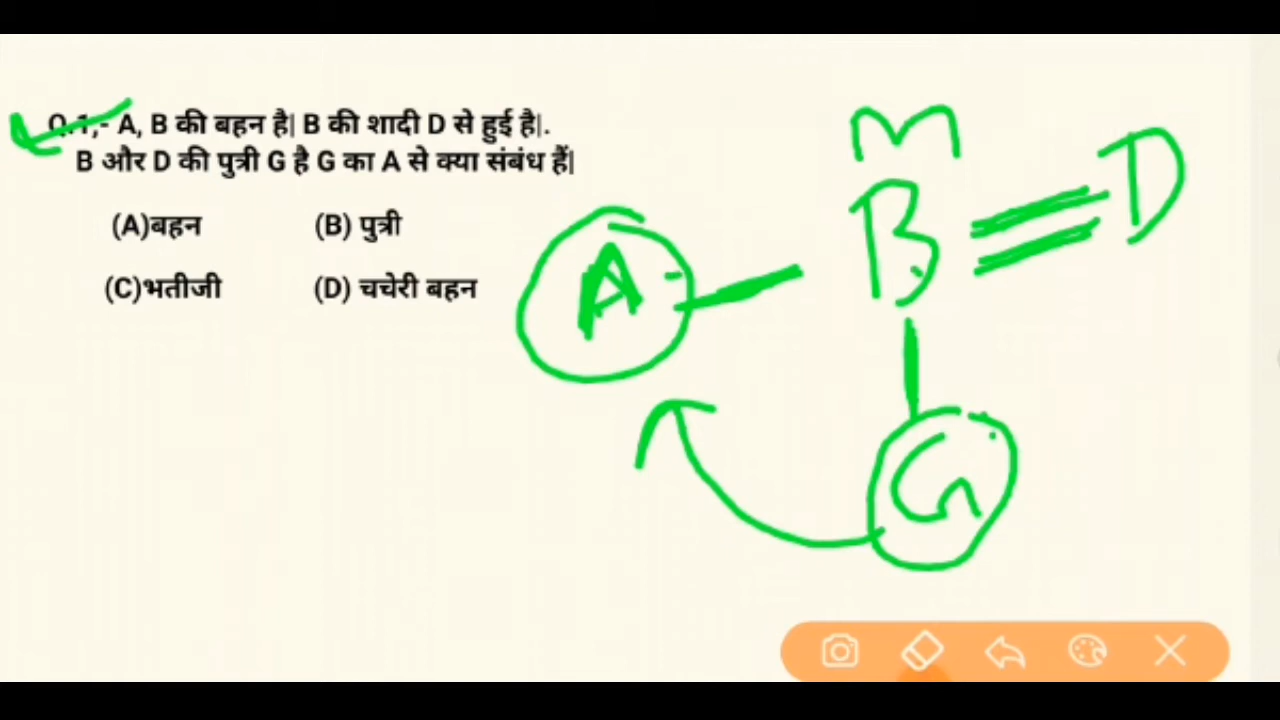 Q.1,- A, B की बहन है| B की शादी D से हुई है|.
B और D की पुत्री G है G का A से क्या संबंध हैं|
(A)बहन (B) पुत्री
(C)भतीजी (D) चचेरी बहन
M
A B D
G